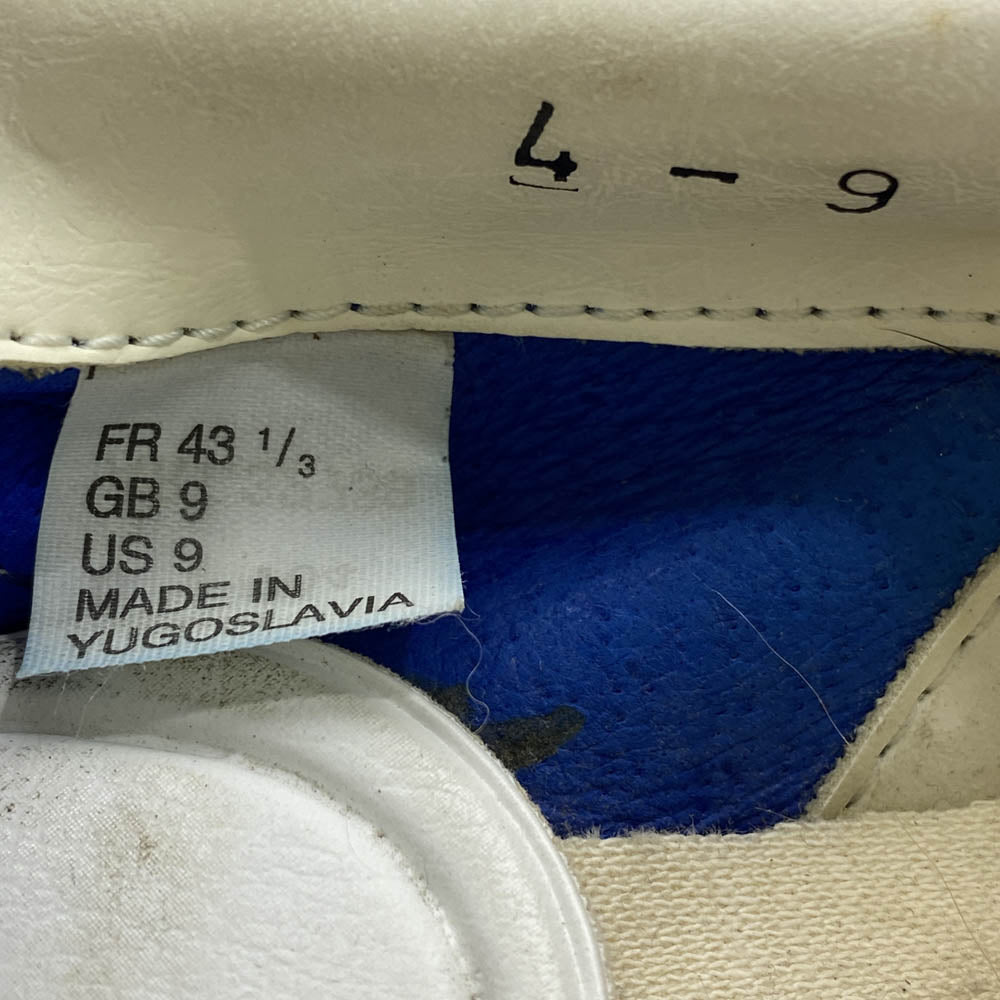 4 - 9
FR 43 1/3
GB 9
US 9
MADE IN
YUGOSLAVIA